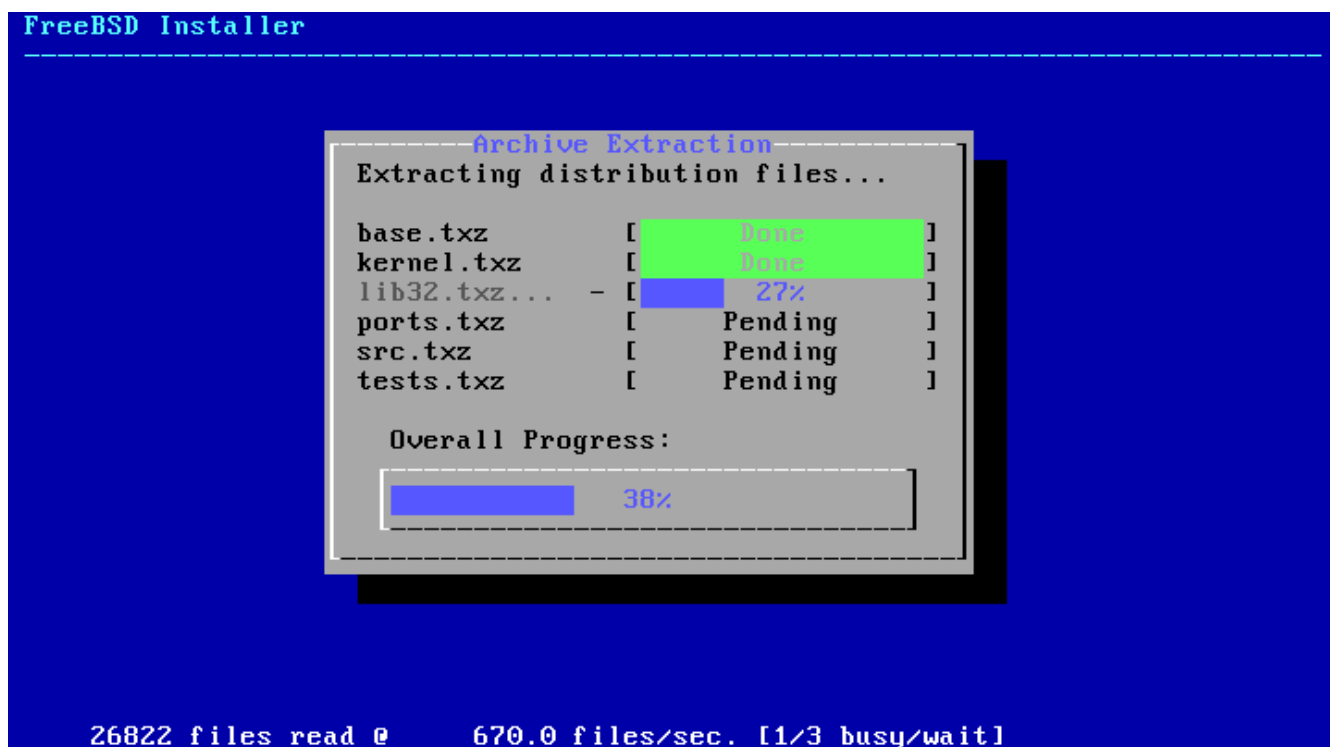 FreeBSD Installer
Archive Extraction
Extracting distribution files...
base.txz [ Done ]
kernel.txz [ Done ]
lib32.txz... - [ 27% ]
ports.txz [ Pending ]
src.txz [ Pending ]
tests.txz [ Pending ]
Overall Progress:
38%
26822 files read @ 670.0 files/sec. [1/3 busy/wait]